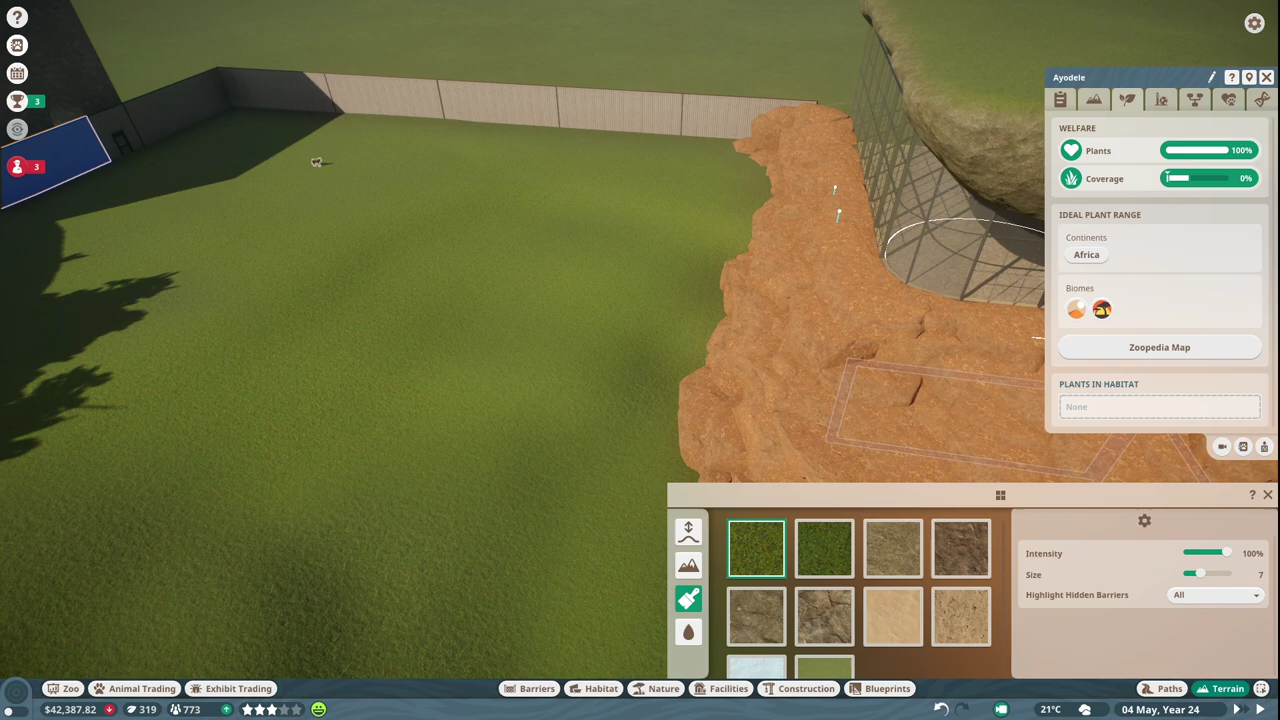 ?
3
3
Ayodele
?
WELFARE
Plants
100%
Coverage
0%
IDEAL PLANT RANGE
Continents
Africa
Biomes
Zoopedia Map
PLANTS IN HABITAT
None
?
Intensity
100%
Size
7
Highlight Hidden Barriers
All
Zoo
Animal Trading
Exhibit Trading
Barriers
Habitat
Nature
Facilities
Construction
Blueprints
Paths
Terrain
$42,387.82
319
773
21°C
04 May, Year 24